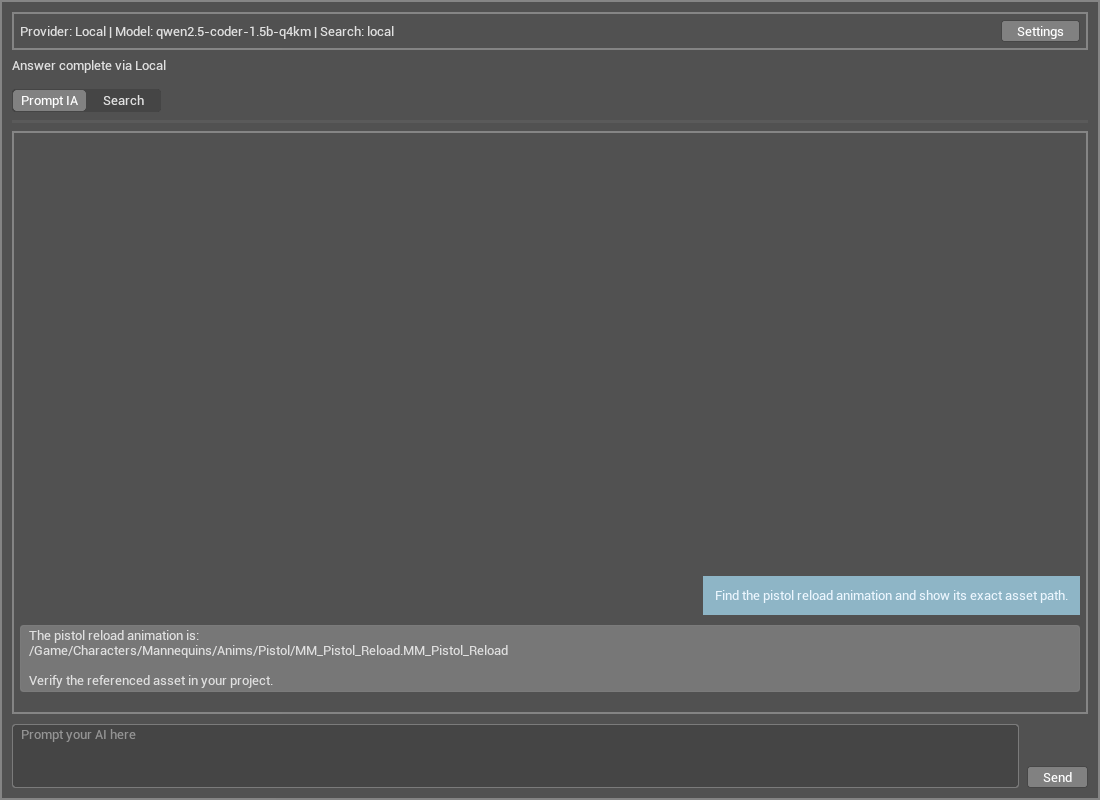 Provider: Local | Model: qwen2.5-coder-1.5b-q4km | Search: local
Settings
Answer complete via Local
Prompt IA
Search
Find the pistol reload animation and show its exact asset path.
The pistol reload animation is:
/Game/Characters/Mannequins/Anims/Pistol/MM_Pistol_Reload.MM_Pistol_Reload
Verify the referenced asset in your project.
Prompt your AI here
Send